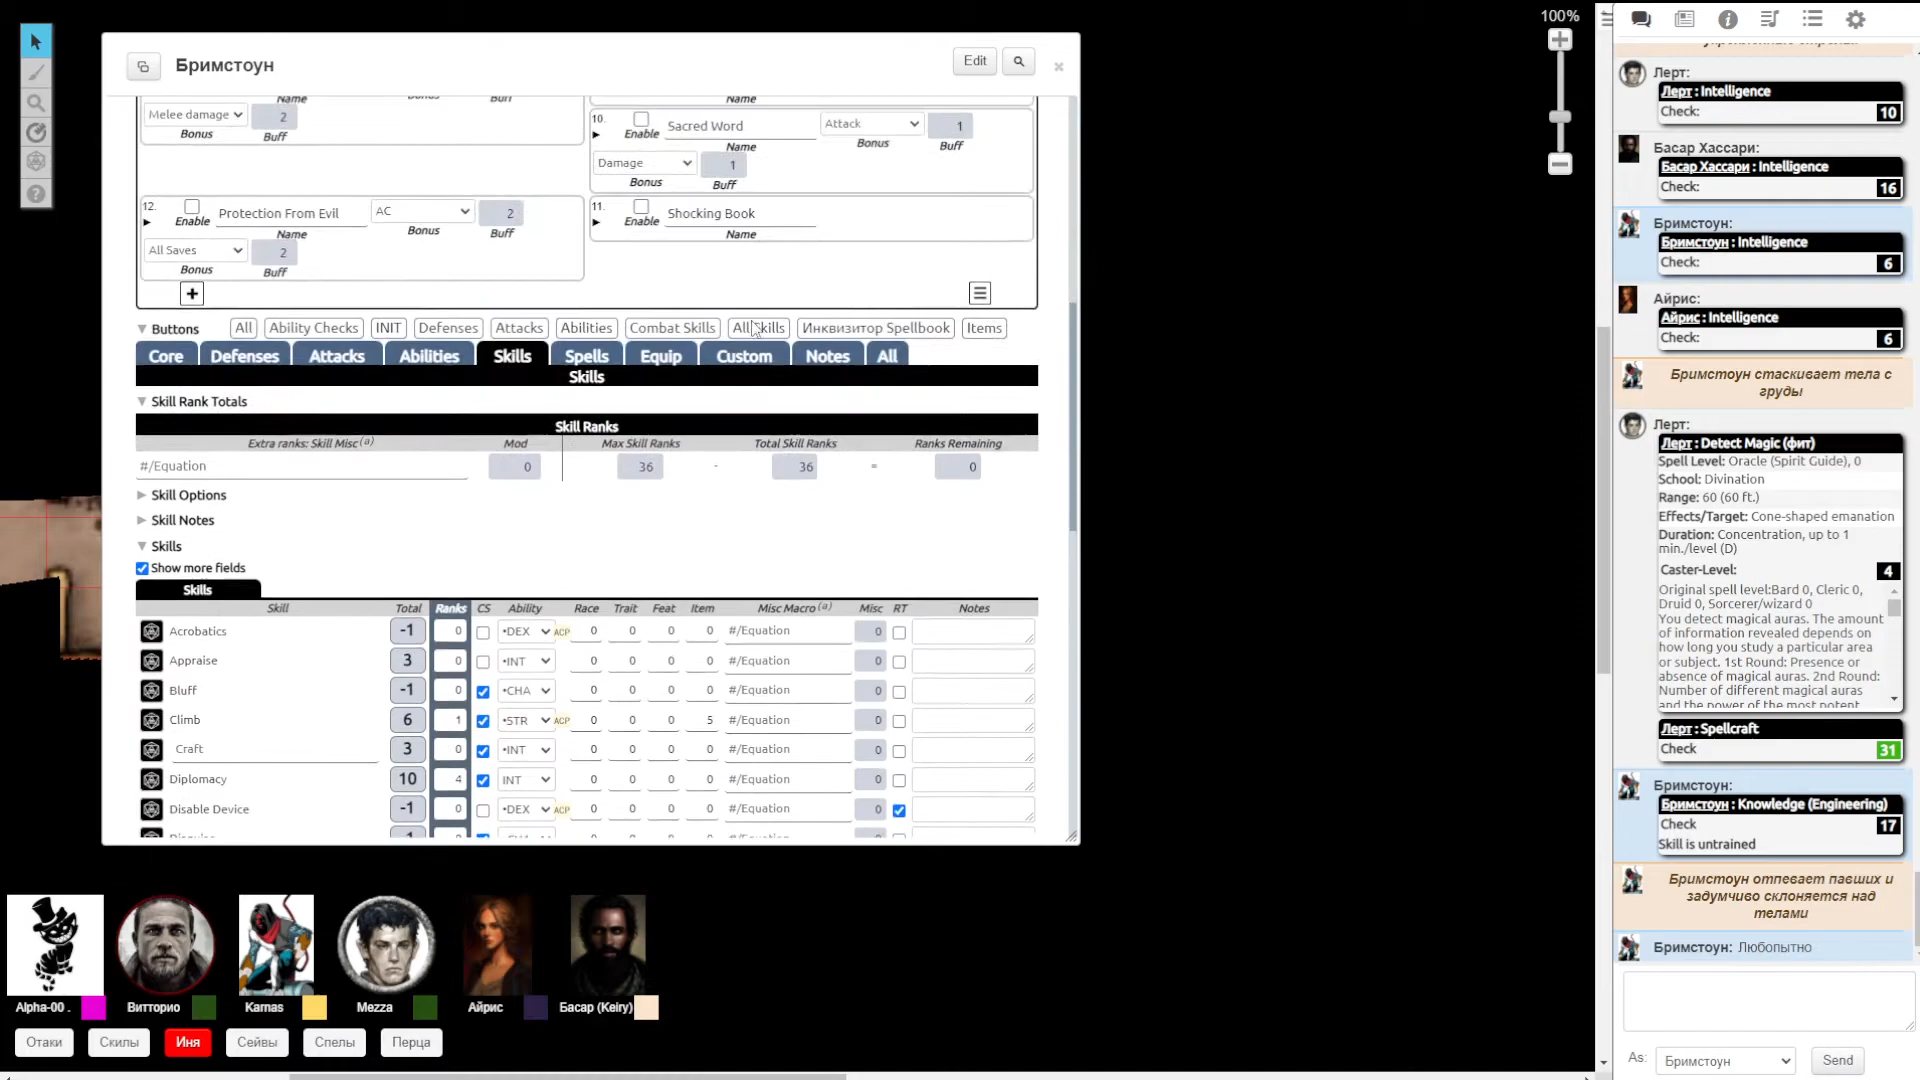 100%
Бримстоун
Edit
Name
Buff
Name
Melee damage 2
Bonus Buff
10. Enable Sacred Word Attack 1
Name Bonus Buff
Damage 1
Bonus Buff
12. Enable Protection From Evil AC 2
Name Bonus Buff
All Saves 2
Bonus Buff
11. Enable Shocking Book
Name
Buttons All Ability Checks INIT Defenses Attacks Abilities Combat Skills All Skills Инквизитор Spellbook Items
Core Defenses Attacks Abilities Skills Spells Equip Custom Notes All
Skills
Skill Rank Totals
Skill Ranks
Extra ranks: Skill Misc (a) Mod Max Skill Ranks Total Skill Ranks Ranks Remaining
#/Equation 0 36 - 36 = 0
Skill Options
Skill Notes
Skills
Show more fields
Skills
Skill Total Ranks CS Ability Race Trait Feat Item Misc Macro (a) Misc RT Notes
Acrobatics -1 0 •DEX ACP 0 0 0 0 #/Equation 0
Appraise 3 0 •INT 0 0 0 0 #/Equation 0
Bluff -1 0 •CHA 0 0 0 0 #/Equation 0
Climb 6 1 •STR ACP 0 0 0 5 #/Equation 0
Craft 3 0 •INT 0 0 0 0 #/Equation 0
Diplomacy 10 4 INT 0 0 0 0 #/Equation 0
Disable Device -1 0 •DEX ACP 0 0 0 0 #/Equation 0
Alpha-00 . Витторио Karnas Mezza Айрис Басар (Keiry)
Отаки Скилы Иня Сейвы Спелы Перца
Лерт:
Лерт : Intelligence
Check: 10
Басар Хассари:
Басар Хассари : Intelligence
Check: 16
Бримстоун:
Бримстоун : Intelligence
Check: 6
Айрис:
Айрис : Intelligence
Check: 6
Бримстоун стаскивает тела с
груды
Лерт:
Лерт : Detect Magic (фит)
Spell Level: Oracle (Spirit Guide), 0
School: Divination
Range: 60 (60 ft.)
Effects/Target: Cone-shaped emanation
Duration: Concentration, up to 1
min./level (D)
Caster-Level: 4
Original spell level:Bard 0, Cleric 0,
Druid 0, Sorcerer/wizard 0
You detect magical auras. The amount
of information revealed depends on
how long you study a particular area
or subject. 1st Round: Presence or
absence of magical auras. 2nd Round:
Number of different magical auras
and the power of the most potent
Лерт : Spellcraft
Check 31
Бримстоун:
Бримстоун : Knowledge (Engineering)
Check 17
Skill is untrained
Бримстоун отпевает павших и
задумчиво склоняется над
телами
Бримстоун: Любопытно
As: Бримстоун Send